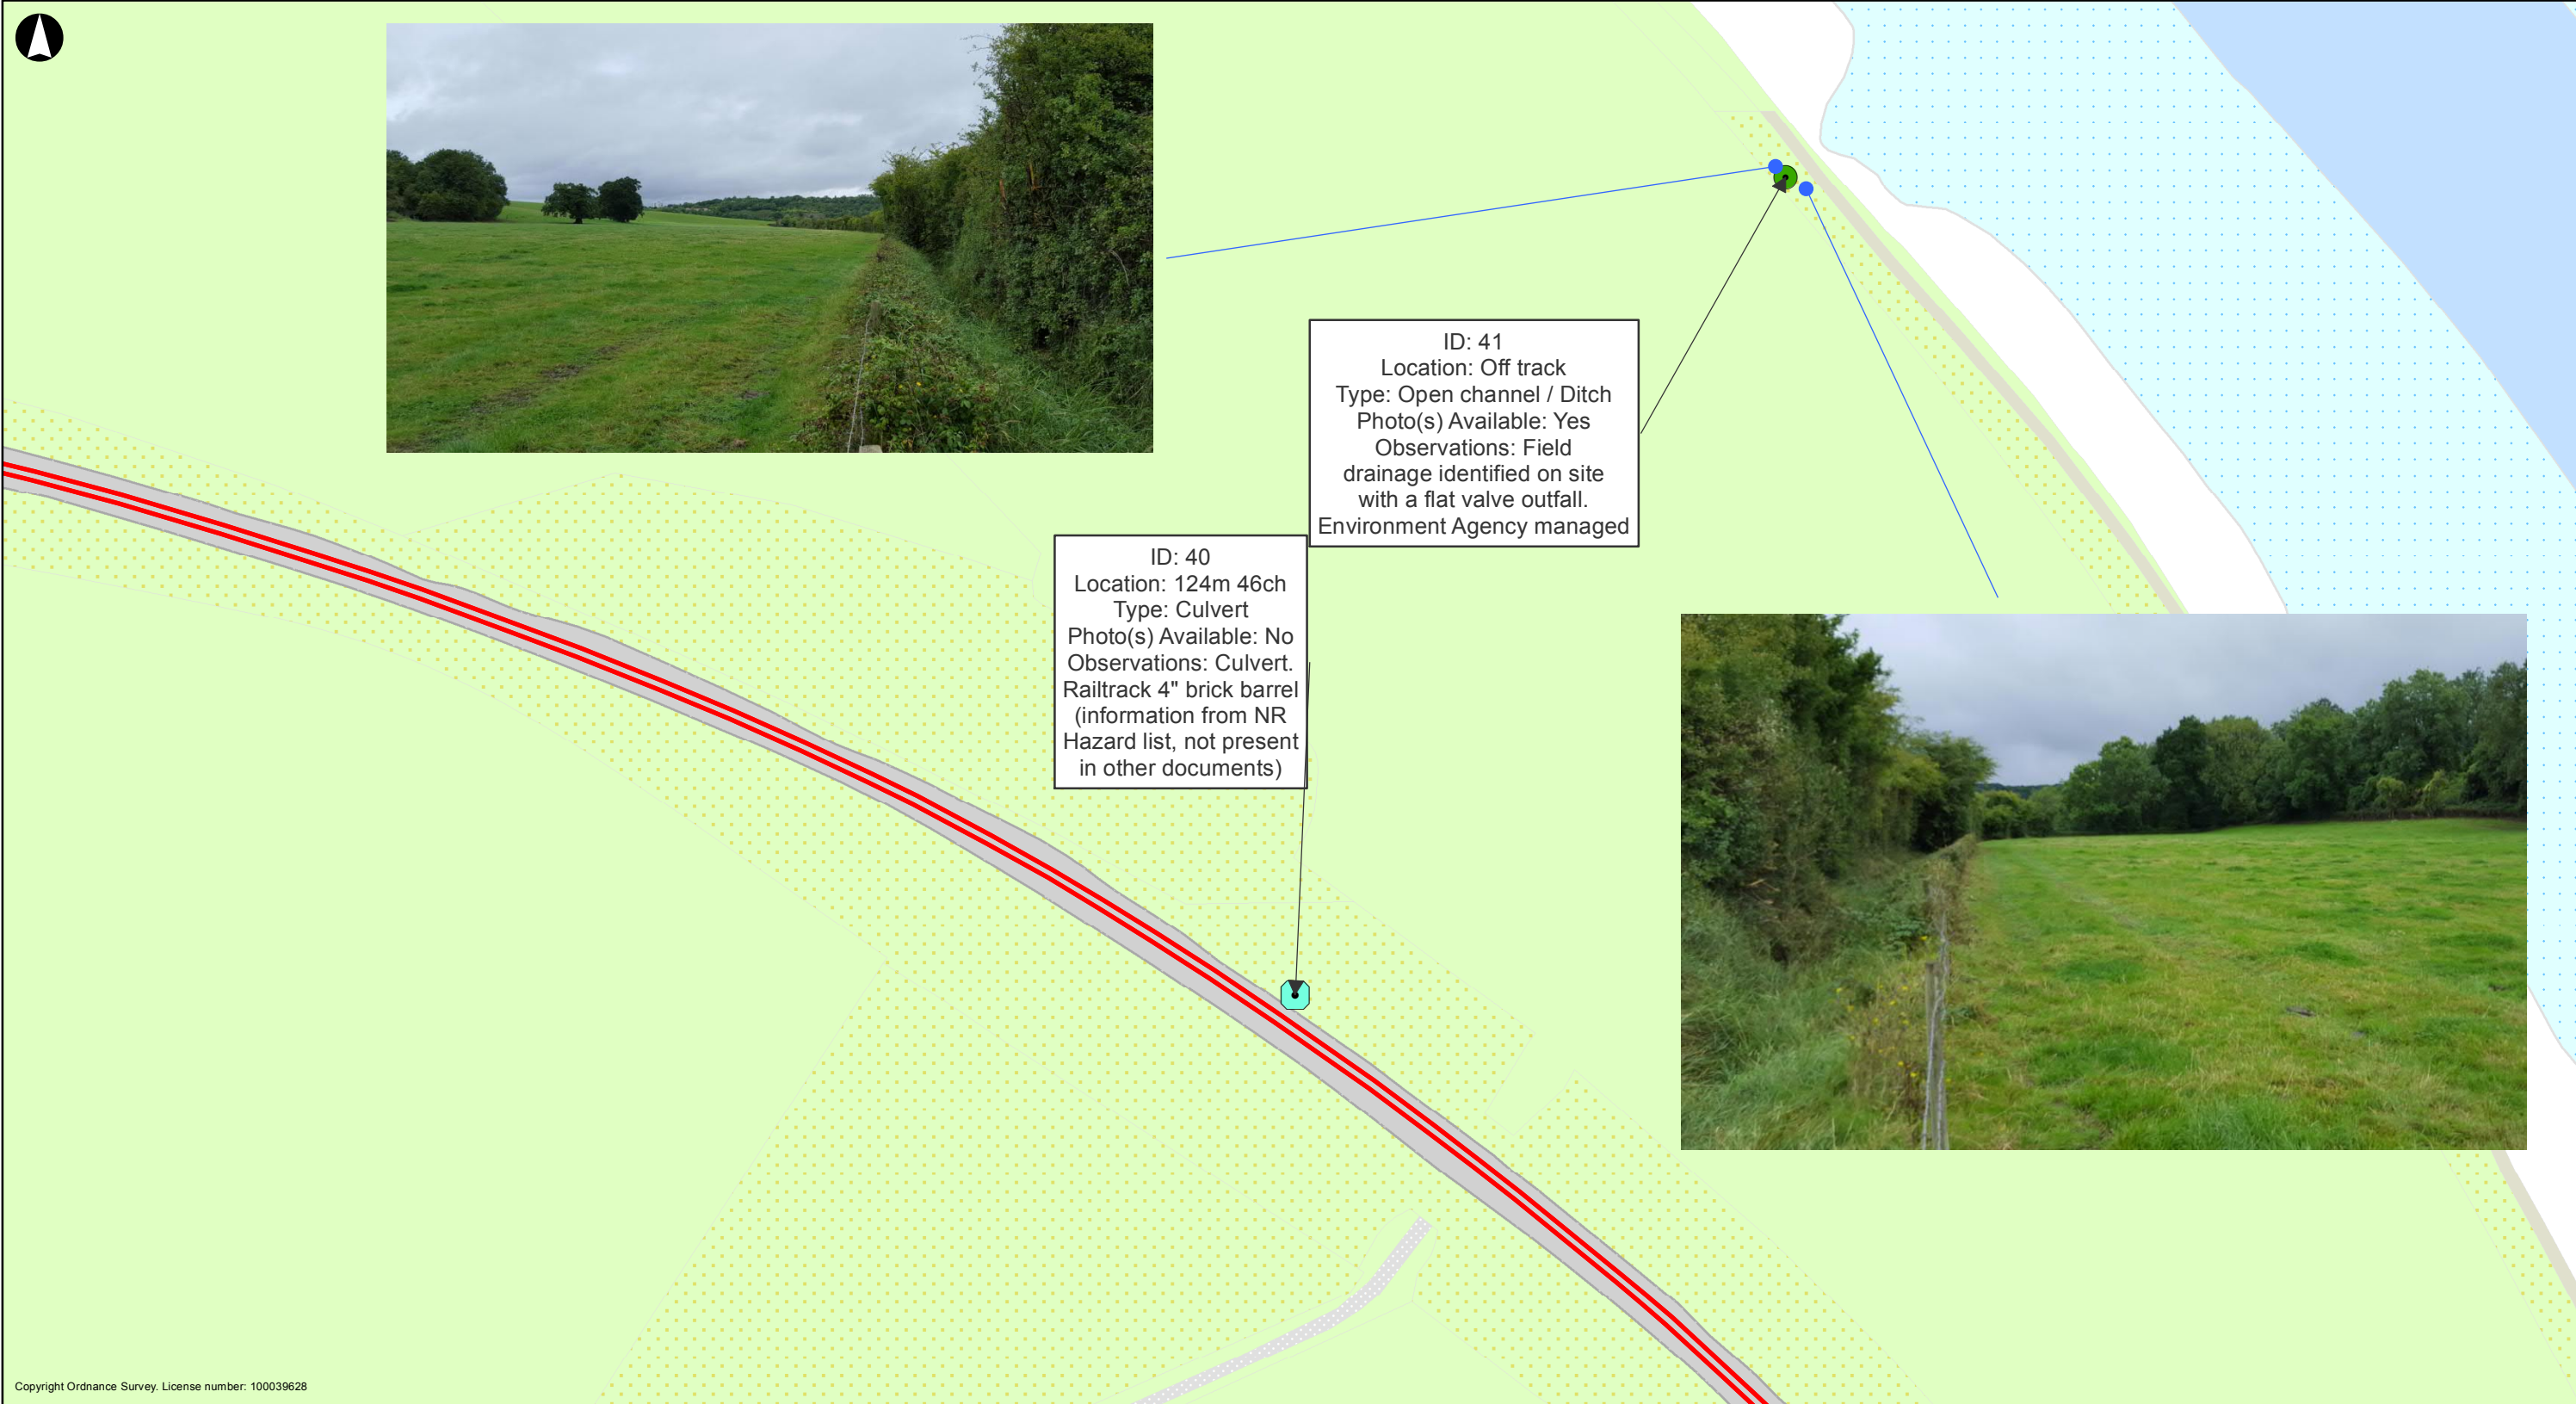 ID: 41
Location: Off track
Type: Open channel / Ditch
Photo(s) Available: Yes
Observations: Field
drainage identified on site
with a flat valve outfall.
Environment Agency managed
ID: 40
Location: 124m 46ch
Type: Culvert
Photo(s) Available: No
Observations: Culvert.
Railtrack 4" brick barrel
(information from NR
Hazard list, not present
in other documents)
Copyright Ordnance Survey. License number: 100039628